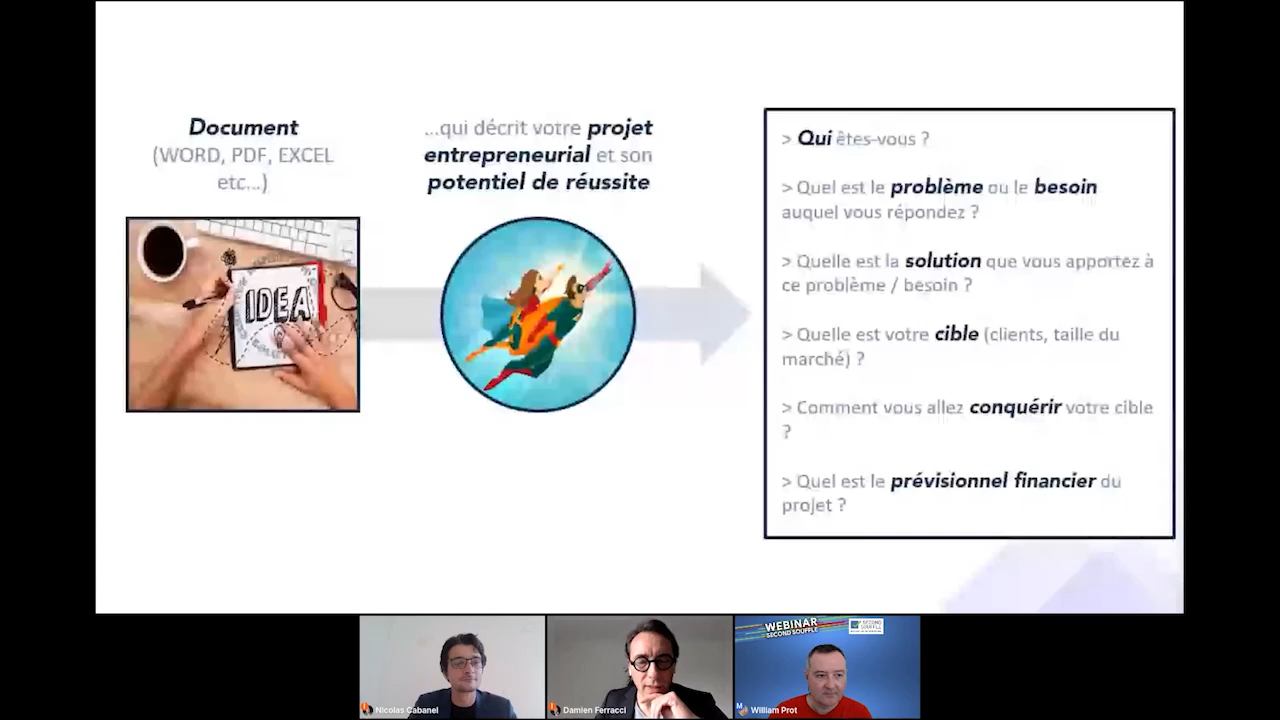 Document
(WORD, PDF, EXCEL
etc...)
...qui décrit votre projet
entrepreneurial et son
potentiel de réussite
IDEA
> Qui êtes-vous ?
> Quel est le problème ou le besoin
auquel vous répondez ?
> Quelle est la solution que vous apportez à
ce problème / besoin ?
> Quelle est votre cible (clients, taille du
marché) ?
> Comment vous allez conquérir votre cible
?
> Quel est le prévisionnel financier du
projet ?
WEBINAR
SECOND SOUFFLE
SECOND
SOUFFLE
Nicolas Cabanel
Damien Ferracci
William Prot